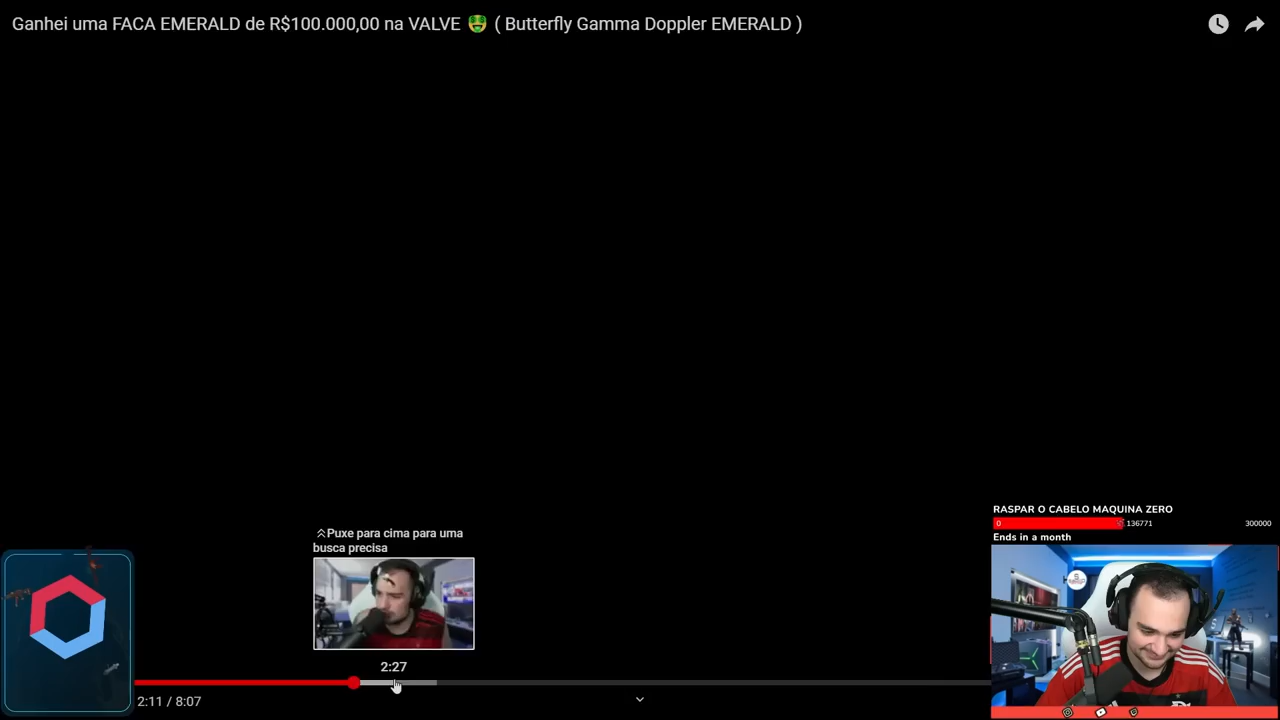 Ganhei uma FACA EMERALD de R$100.000,00 na VALVE 🤑 ( Butterfly Gamma Doppler EMERALD )
RASPAR O CABELO MAQUINA ZERO
0 136771 300000
Ends in a month
Puxe para cima para uma
busca precisa
2:27
2:11 / 8:07